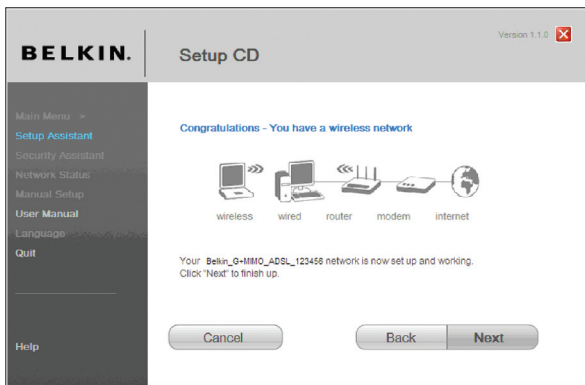 BELKIN.
Setup CD
Version 1.1.0
Main Menu >
Setup Assistant
Security Assistant
Network Status
Manual Setup
User Manual
Language
Quit
Help
Congratulations - You have a wireless network
wireless wired router modem internet
Your Belkin_G+MIMO_ADSL_123456 network is now set up and working.
Click "Next" to finish up.
Cancel Back Next